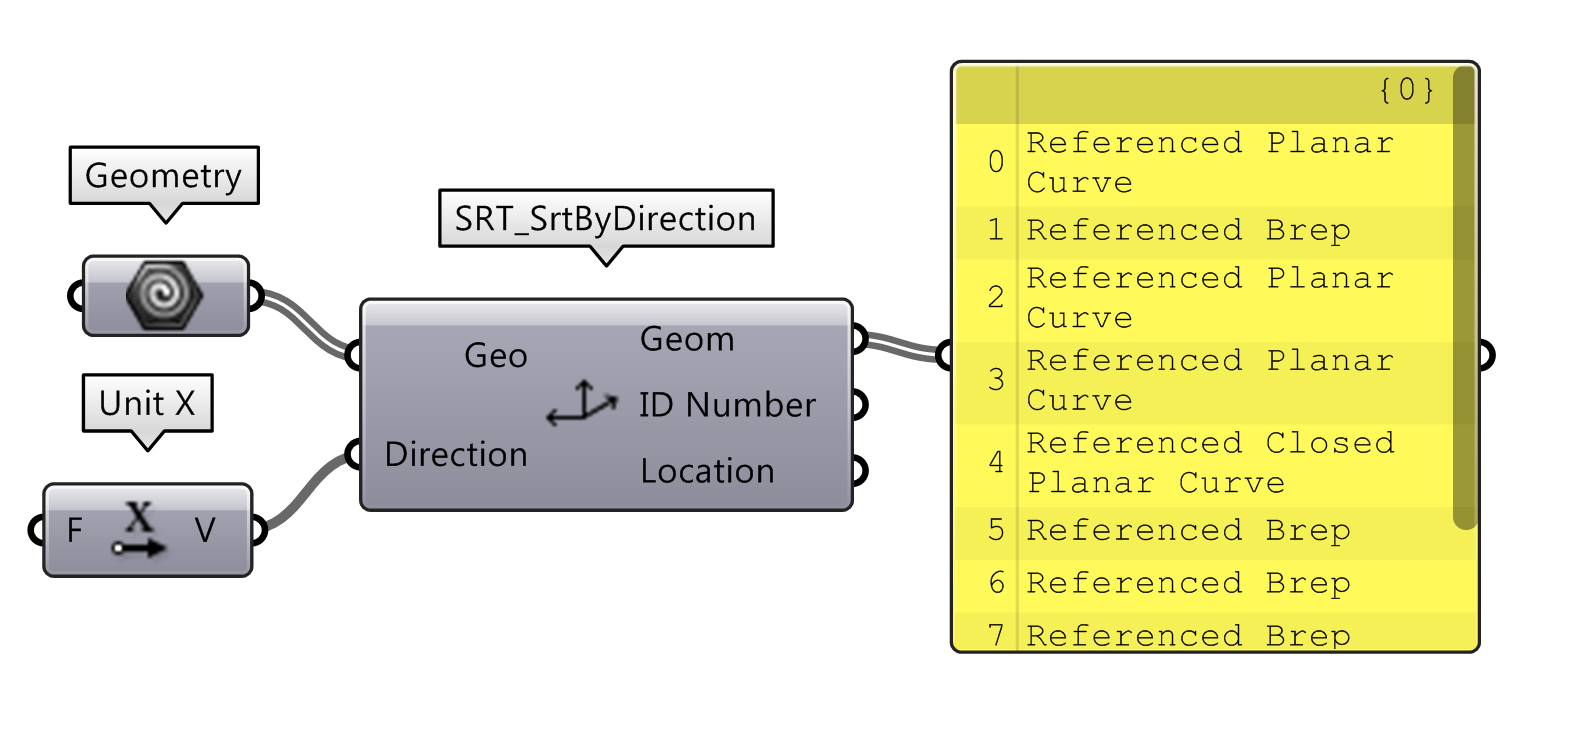 Geometry
Unit X
F X V
SRT_SrtByDirection
Geo
Direction
Geom
ID Number
Location
{0}
0 Referenced Planar
Curve
1 Referenced Brep
2 Referenced Planar
Curve
3 Referenced Planar
Curve
4 Referenced Closed
Planar Curve
5 Referenced Brep
6 Referenced Brep
7 Referenced Brep